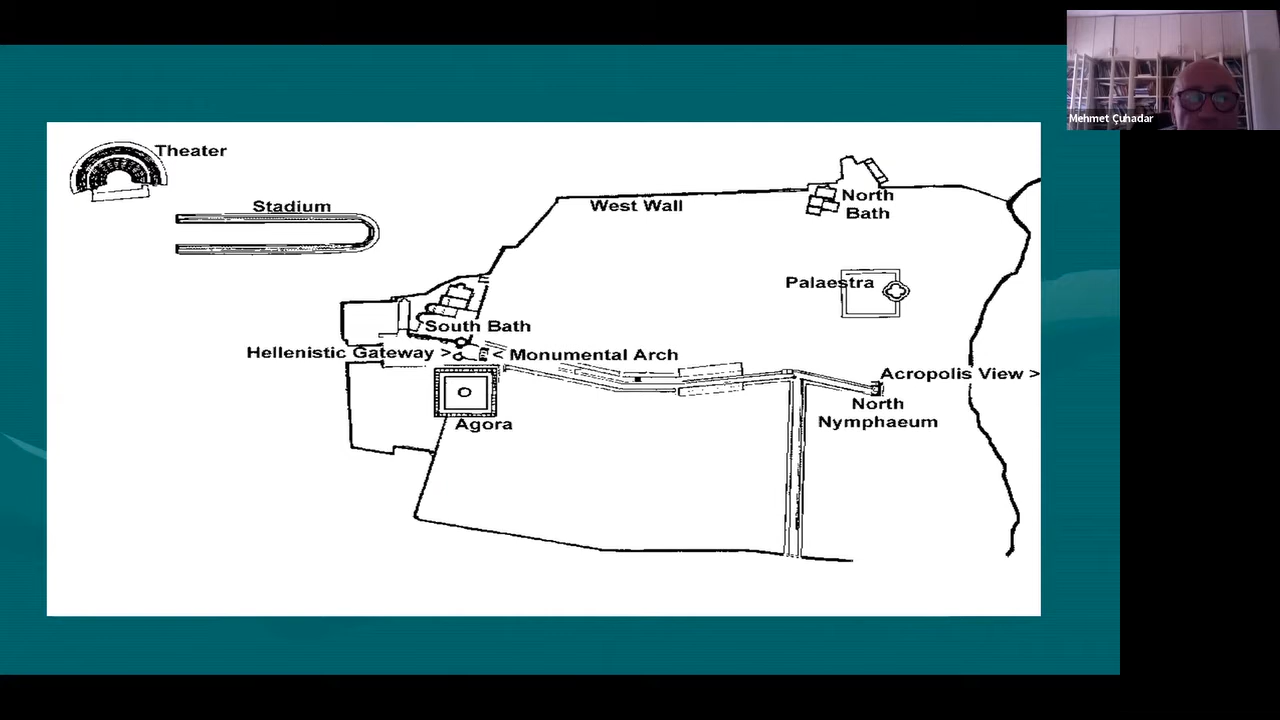 Mehmet Çuhadar
Theater
Stadium
West Wall
North
Bath
Palaestra
South Bath
Hellenistic Gateway >
< Monumental Arch
Acropolis View >
North
Nymphaeum
Agora